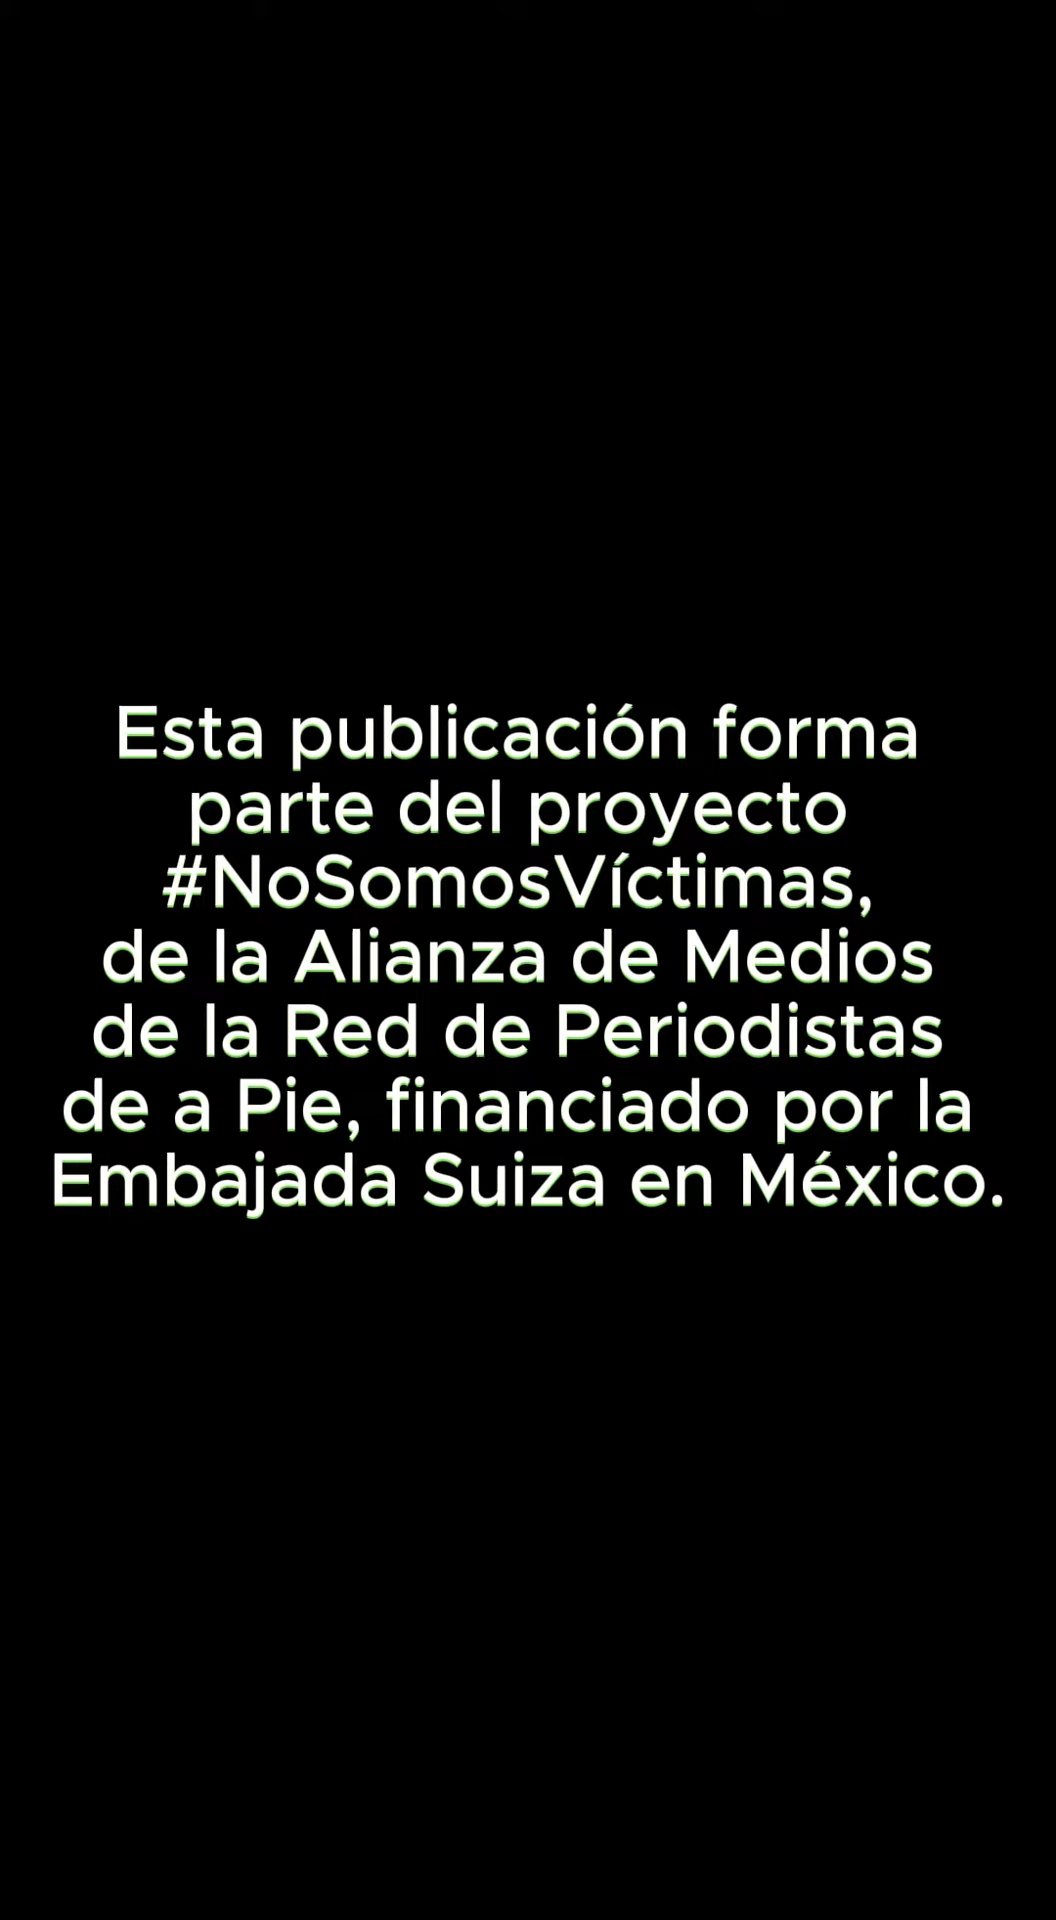 Esta publicación forma
parte del proyecto
#NoSomosVíctimas,
de la Alianza de Medios
de la Red de Periodistas
de a Pie, financiado por la
Embajada Suiza en México.